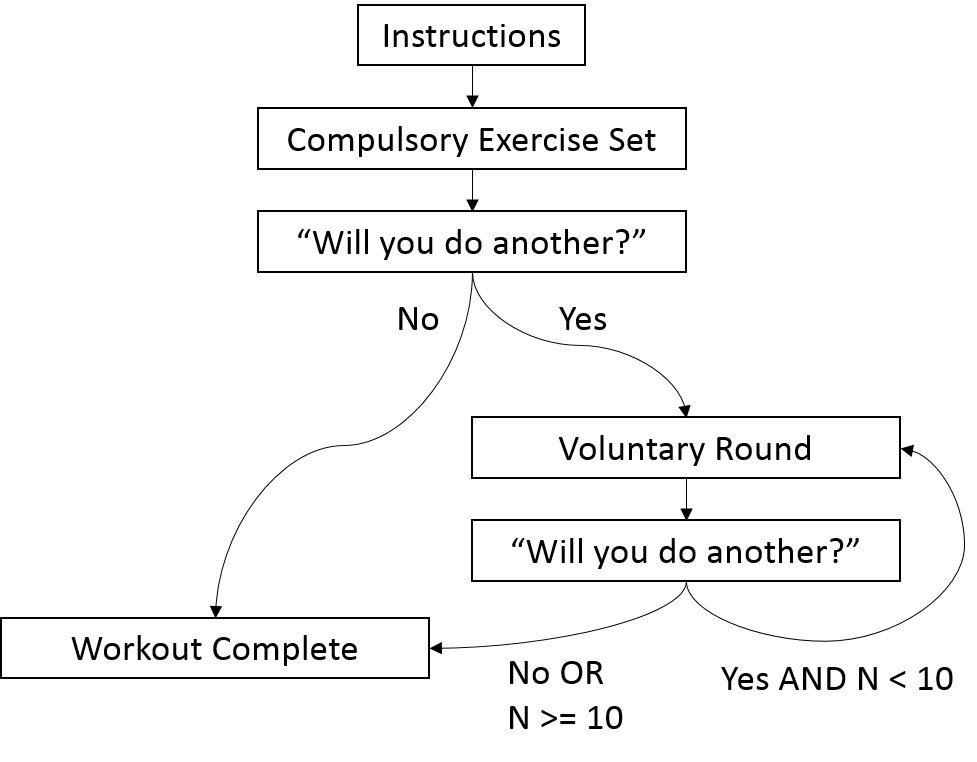 Instructions
Compulsory Exercise Set
“Will you do another?”
No
Yes
Voluntary Round
“Will you do another?”
Workout Complete
No OR
N >= 10
Yes AND N < 10